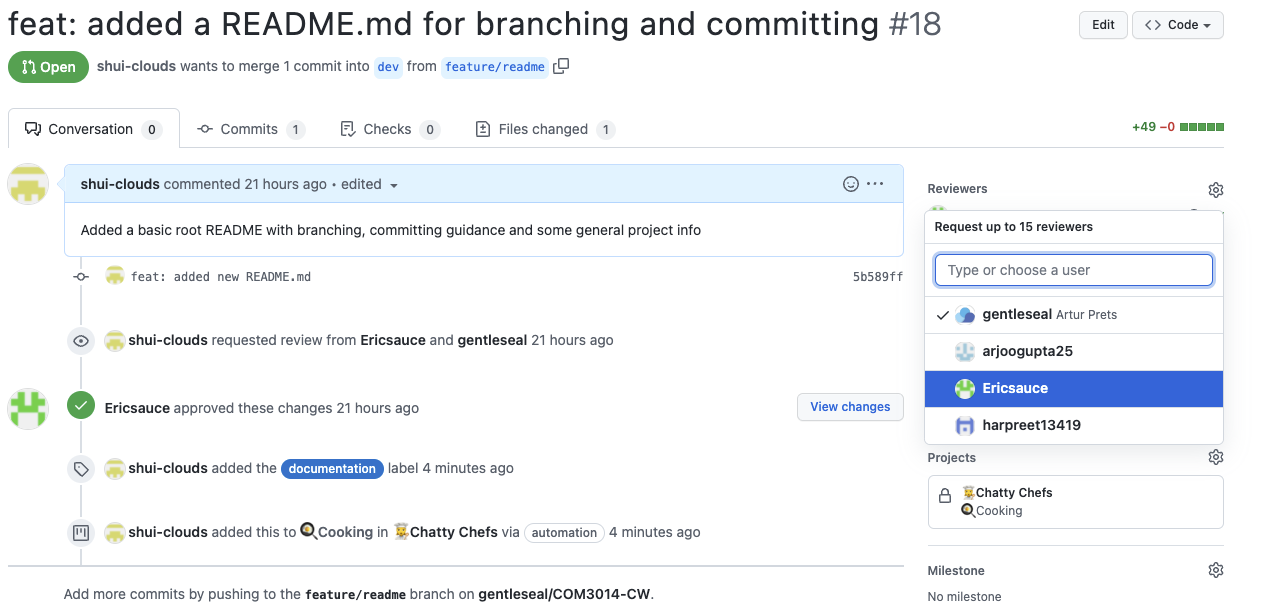 feat: added a README.md for branching and committing #18
Edit
Code
Open
shui-clouds wants to merge 1 commit into dev from feature/readme
Conversation 0
Commits 1
Checks 0
Files changed 1
+49 −0
shui-clouds commented 21 hours ago • edited
Added a basic root README with branching, committing guidance and some general project info
feat: added new README.md
5b589ff
shui-clouds requested review from Ericsauce and gentleseal 21 hours ago
Ericsauce approved these changes 21 hours ago
View changes
shui-clouds added the documentation label 4 minutes ago
shui-clouds added this to Cooking in Chatty Chefs via automation 4 minutes ago
Add more commits by pushing to the feature/readme branch on gentleseal/COM3014-CW.
Reviewers
Request up to 15 reviewers
Type or choose a user
gentleseal Artur Prets
arjoogupta25
Ericsauce
harpreet13419
Projects
Chatty Chefs
Cooking
Milestone
No milestone